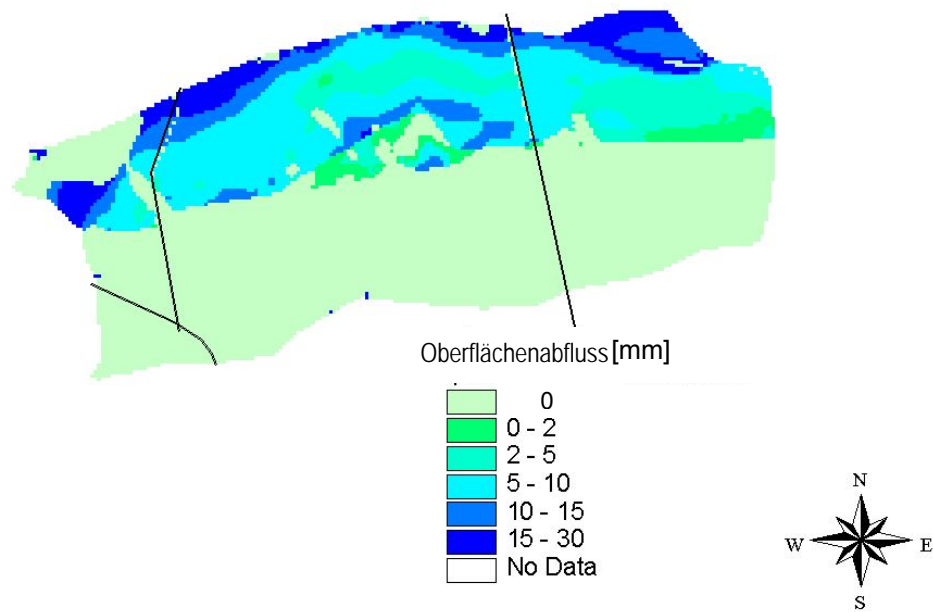 Oberflächenabfluss [mm]
0
0 - 2
2 - 5
5 - 10
10 - 15
15 - 30
No Data
N
W E
S